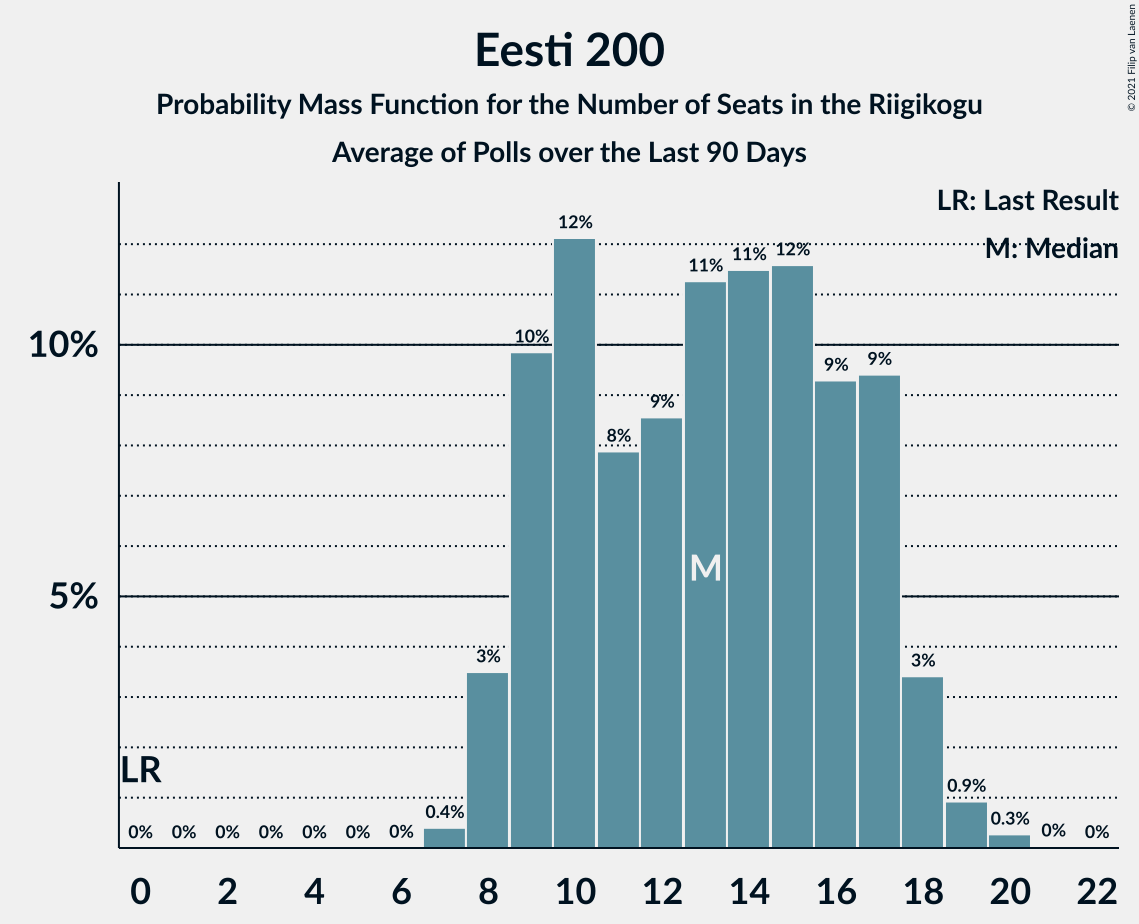 © 2021 Filip van Laenen
Eesti 200
Probability Mass Function for the Number of Seats in the Riigikogu
Average of Polls over the Last 90 Days
LR: Last Result
M: Median
10%
5%
0% 0% 0% 0% 0% 0% 0% 0.4% 3% 10% 12% 8% 9% 11% 11% 12% 9% 9% 3% 0.9% 0.3% 0% 0%
LR
M
0 2 4 6 8 10 12 14 16 18 20 22